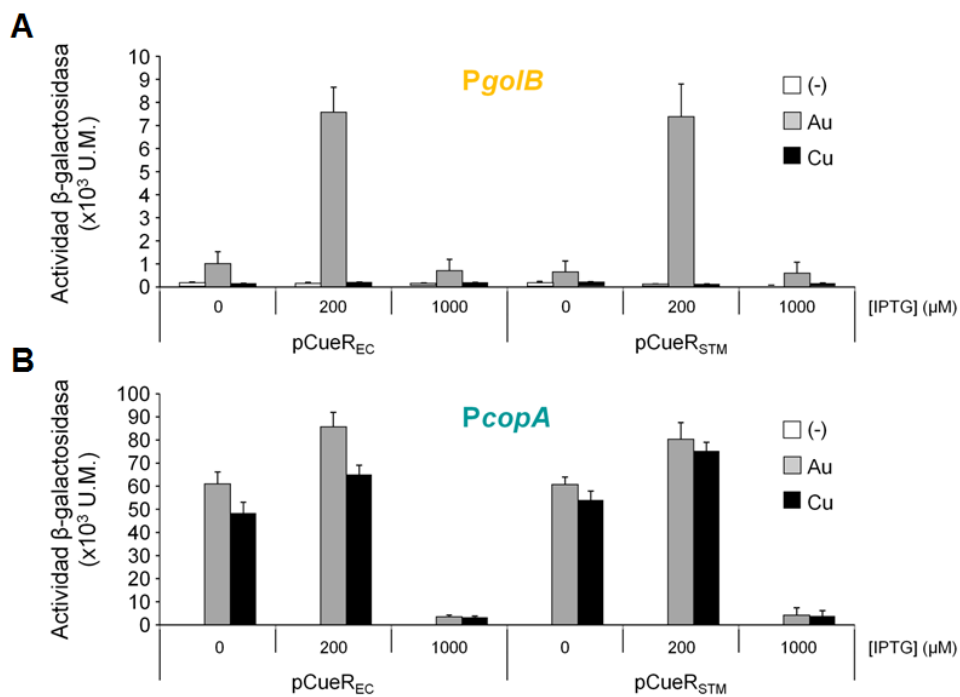 A
Actividad β-galactosidasa
(x10³ U.M.)
10
9
8
7
6
5
4
3
2
1
0
PgolB
(-)
Au
Cu
0 200 1000 0 200 1000 [IPTG] (μM)
pCueR_EC pCueR_STM
B
Actividad β-galactosidasa
(x10³ U.M.)
100
90
80
70
60
50
40
30
20
10
0
PcopA
(-)
Au
Cu
0 200 1000 0 200 1000 [IPTG] (μM)
pCueR_EC pCueR_STM